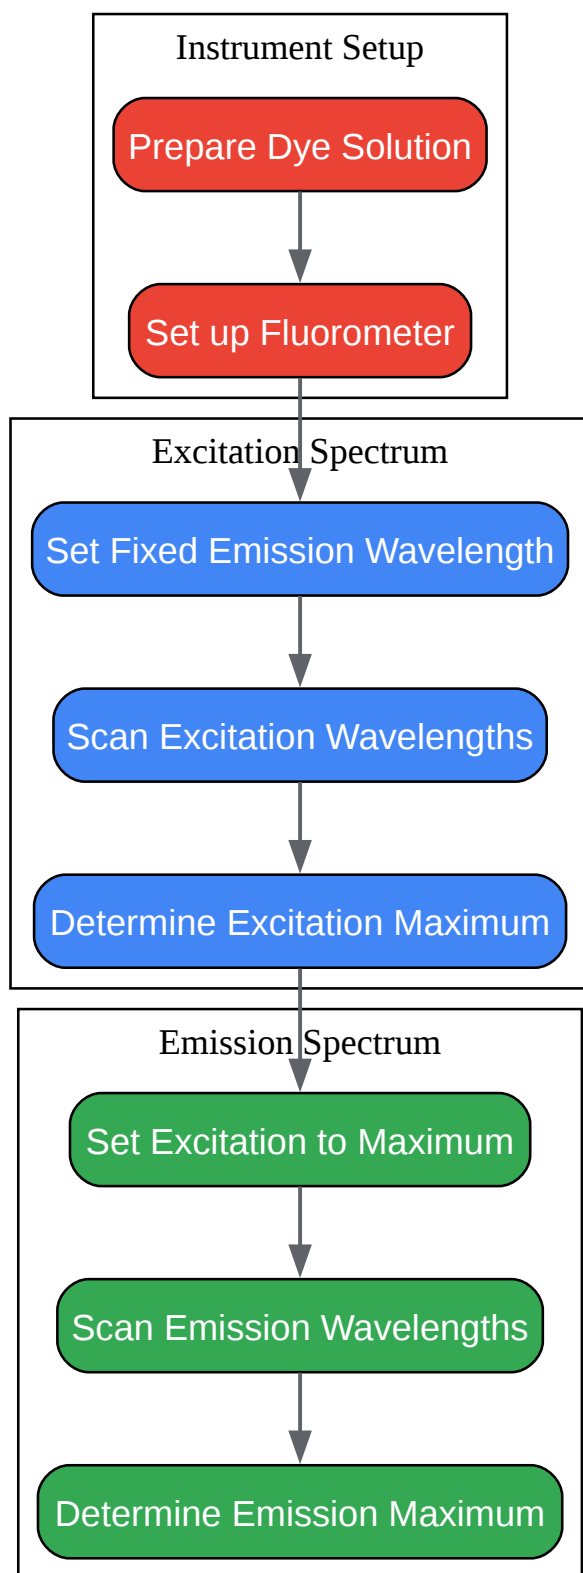 Instrument Setup
Prepare Dye Solution
Set up Fluorometer
Excitation Spectrum
Set Fixed Emission Wavelength
Scan Excitation Wavelengths
Determine Excitation Maximum
Emission Spectrum
Set Excitation to Maximum
Scan Emission Wavelengths
Determine Emission Maximum